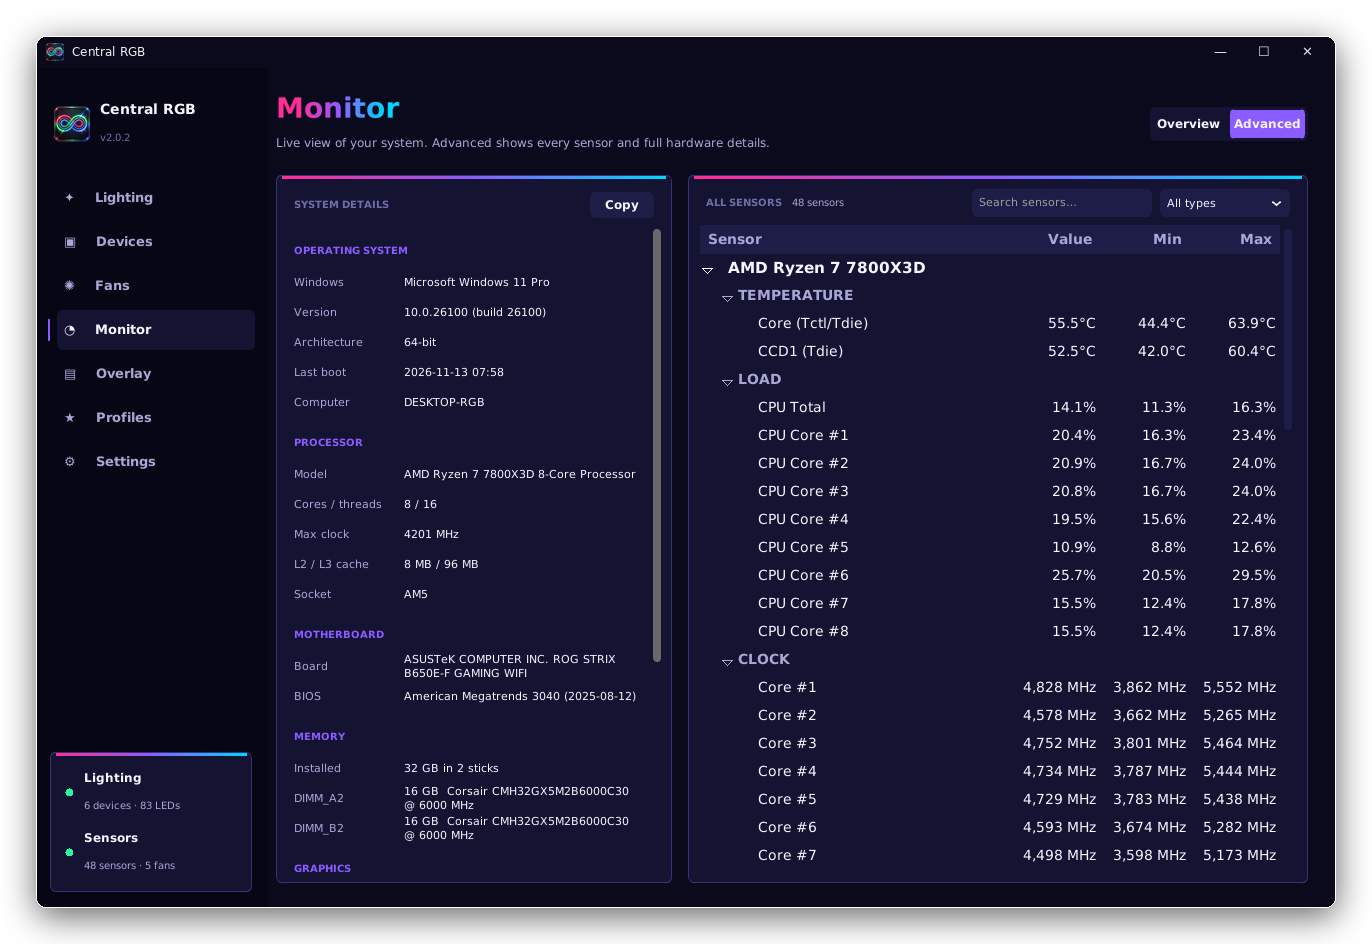 Central RGB
Central RGB
v2.0.2
Lighting
Devices
Fans
Monitor
Overlay
Profiles
Settings
Lighting
6 devices · 83 LEDs
Sensors
48 sensors · 5 fans
Monitor
Live view of your system. Advanced shows every sensor and full hardware details.
Overview Advanced
SYSTEM DETAILS
Copy
OPERATING SYSTEM
Windows Microsoft Windows 11 Pro
Version 10.0.26100 (build 26100)
Architecture 64-bit
Last boot 2026-11-13 07:58
Computer DESKTOP-RGB
PROCESSOR
Model AMD Ryzen 7 7800X3D 8-Core Processor
Cores / threads 8 / 16
Max clock 4201 MHz
L2 / L3 cache 8 MB / 96 MB
Socket AM5
MOTHERBOARD
Board ASUSTeK COMPUTER INC. ROG STRIX
B650E-F GAMING WIFI
BIOS American Megatrends 3040 (2025-08-12)
MEMORY
Installed 32 GB in 2 sticks
DIMM_A2 16 GB Corsair CMH32GX5M2B6000C30
@ 6000 MHz
DIMM_B2 16 GB Corsair CMH32GX5M2B6000C30
@ 6000 MHz
GRAPHICS
ALL SENSORS 48 sensors
Search sensors...
All types
Sensor Value Min Max
AMD Ryzen 7 7800X3D
TEMPERATURE
Core (Tctl/Tdie) 55.5°C 44.4°C 63.9°C
CCD1 (Tdie) 52.5°C 42.0°C 60.4°C
LOAD
CPU Total 14.1% 11.3% 16.3%
CPU Core #1 20.4% 16.3% 23.4%
CPU Core #2 20.9% 16.7% 24.0%
CPU Core #3 20.8% 16.7% 24.0%
CPU Core #4 19.5% 15.6% 22.4%
CPU Core #5 10.9% 8.8% 12.6%
CPU Core #6 25.7% 20.5% 29.5%
CPU Core #7 15.5% 12.4% 17.8%
CPU Core #8 15.5% 12.4% 17.8%
CLOCK
Core #1 4,828 MHz 3,862 MHz 5,552 MHz
Core #2 4,578 MHz 3,662 MHz 5,265 MHz
Core #3 4,752 MHz 3,801 MHz 5,464 MHz
Core #4 4,734 MHz 3,787 MHz 5,444 MHz
Core #5 4,729 MHz 3,783 MHz 5,438 MHz
Core #6 4,593 MHz 3,674 MHz 5,282 MHz
Core #7 4,498 MHz 3,598 MHz 5,173 MHz